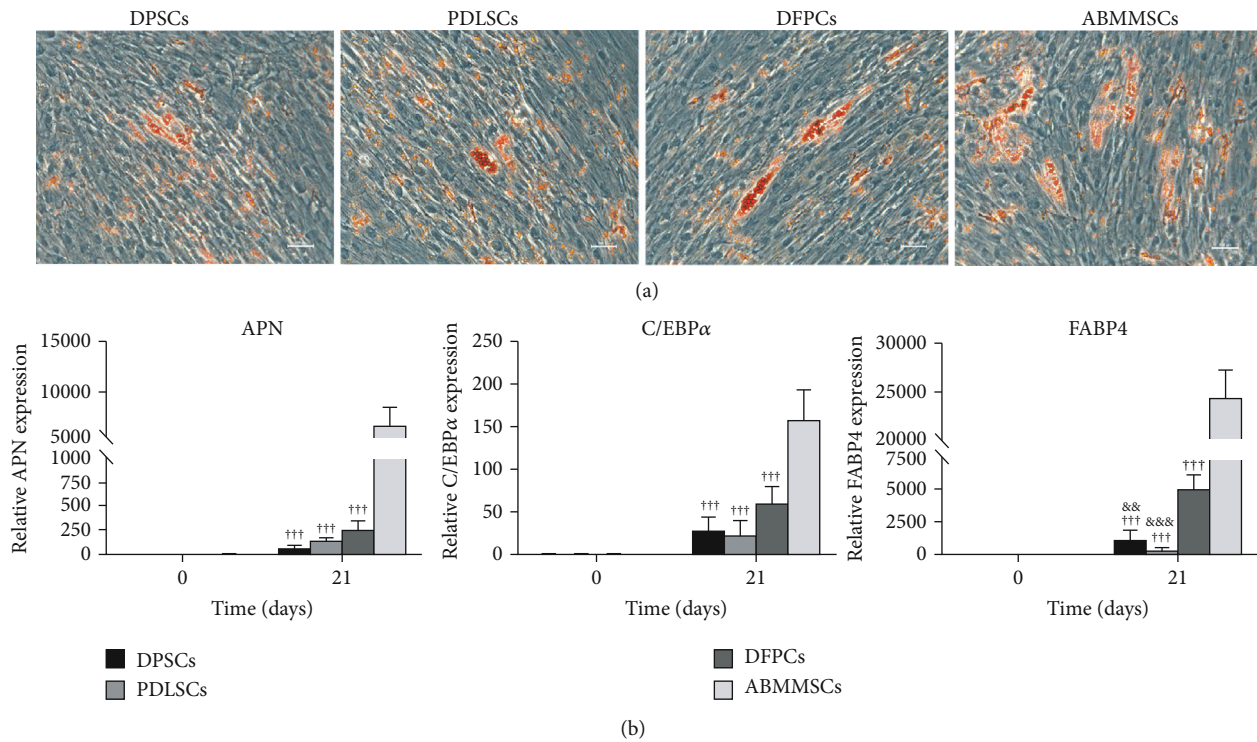 DPSCs PDLSCs DFPCs ABMMSCs
(a)
APN
Relative APN expression
15000
10000
5000
1000
750
500
250
0
††† ††† †††
0 21
Time (days)
C/EBPα
Relative C/EBPα expression
250
200
150
100
50
0
††† ††† †††
0 21
Time (days)
FABP4
Relative FABP4 expression
30000
25000
20000
7500
5000
2500
0
&&
†††
&&&
†††
†††
0 21
Time (days)
DPSCs
PDLSCs
DFPCs
ABMMSCs
(b)